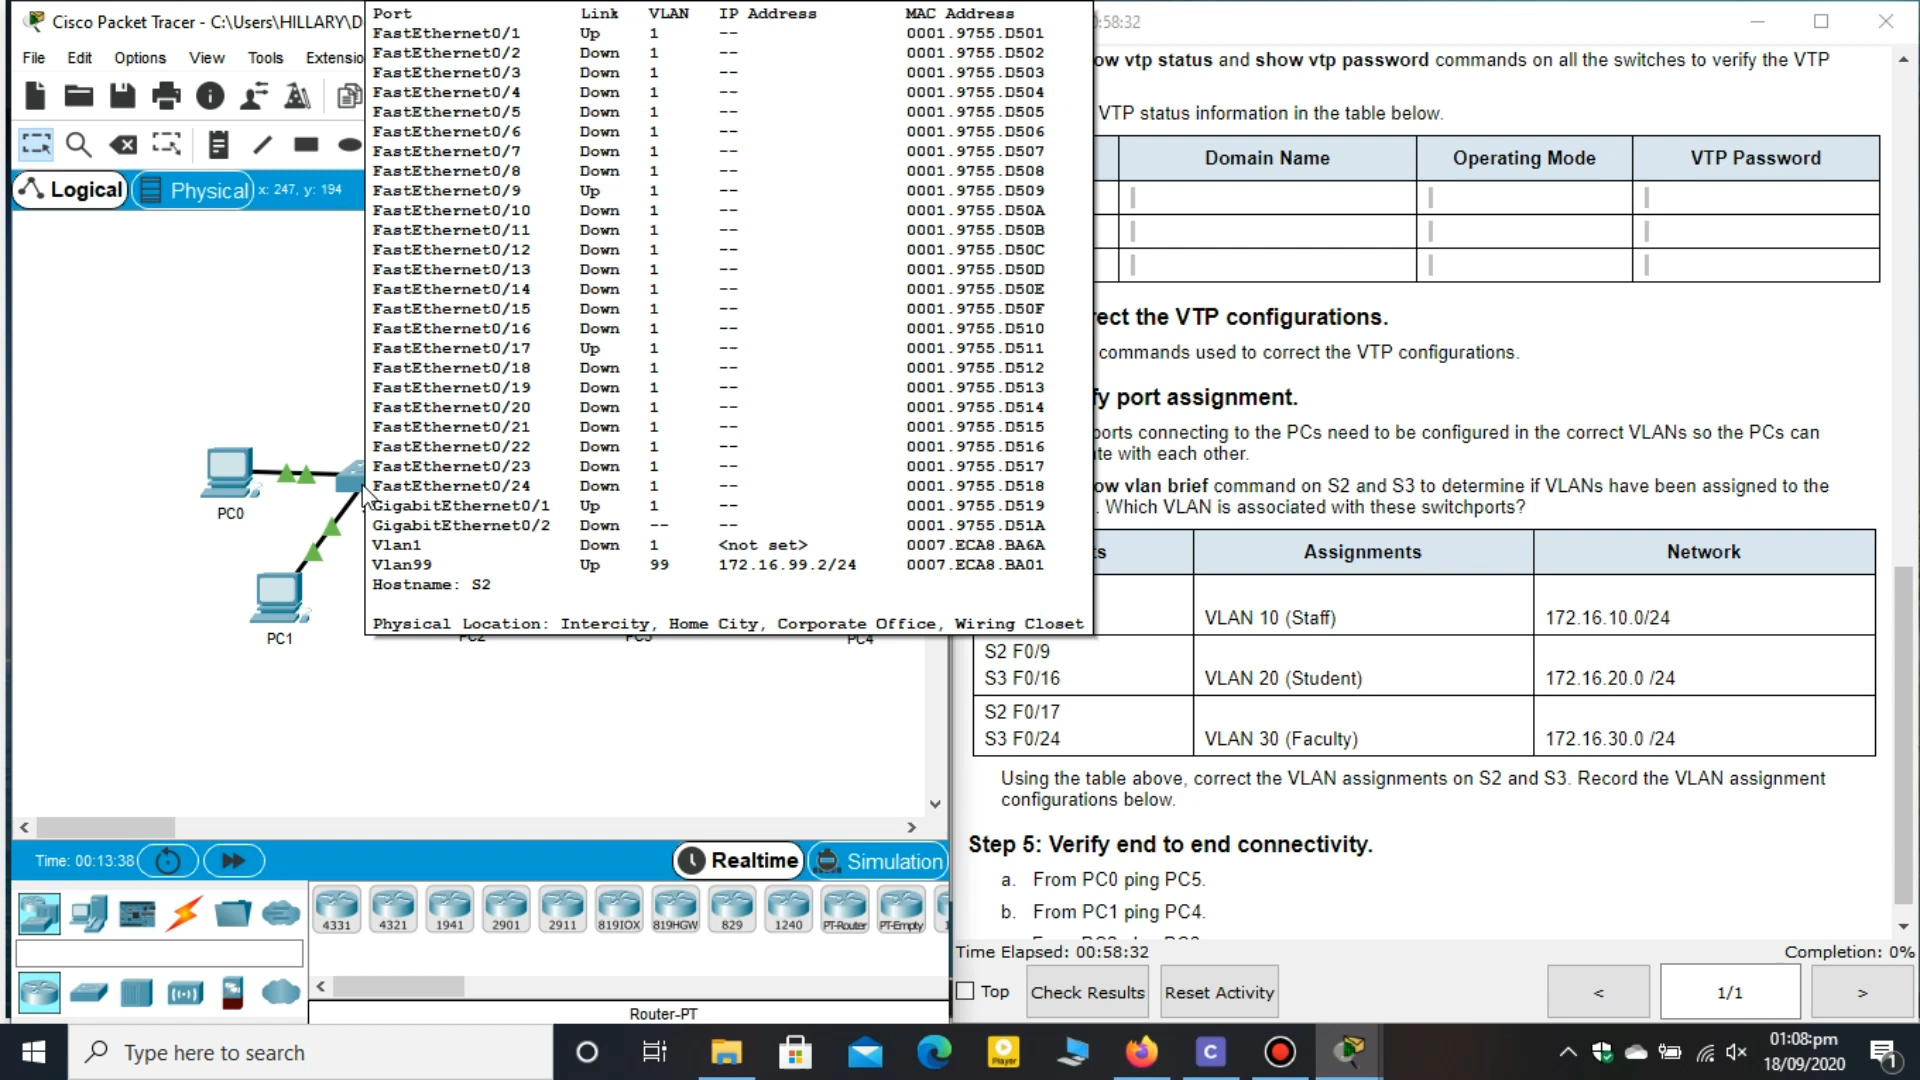 Cisco Packet Tracer - C:\Users\HILLARY\D
File Edit Options View Tools Extensio
Logical
Physical
x: 247, y: 194
Port Link VLAN IP Address MAC Address
FastEthernet0/1 Up 1 -- 0001.9755.D501
FastEthernet0/2 Down 1 -- 0001.9755.D502
FastEthernet0/3 Down 1 -- 0001.9755.D503
FastEthernet0/4 Down 1 -- 0001.9755.D504
FastEthernet0/5 Down 1 -- 0001.9755.D505
FastEthernet0/6 Down 1 -- 0001.9755.D506
FastEthernet0/7 Down 1 -- 0001.9755.D507
FastEthernet0/8 Down 1 -- 0001.9755.D508
FastEthernet0/9 Up 1 -- 0001.9755.D509
FastEthernet0/10 Down 1 -- 0001.9755.D50A
FastEthernet0/11 Down 1 -- 0001.9755.D50B
FastEthernet0/12 Down 1 -- 0001.9755.D50C
FastEthernet0/13 Down 1 -- 0001.9755.D50D
FastEthernet0/14 Down 1 -- 0001.9755.D50E
FastEthernet0/15 Down 1 -- 0001.9755.D50F
FastEthernet0/16 Down 1 -- 0001.9755.D510
FastEthernet0/17 Up 1 -- 0001.9755.D511
FastEthernet0/18 Down 1 -- 0001.9755.D512
FastEthernet0/19 Down 1 -- 0001.9755.D513
FastEthernet0/20 Down 1 -- 0001.9755.D514
FastEthernet0/21 Down 1 -- 0001.9755.D515
FastEthernet0/22 Down 1 -- 0001.9755.D516
FastEthernet0/23 Down 1 -- 0001.9755.D517
FastEthernet0/24 Down 1 -- 0001.9755.D518
GigabitEthernet0/1 Up 1 -- 0001.9755.D519
GigabitEthernet0/2 Down -- -- 0001.9755.D51A
Vlan1 Down 1 <not set> 0007.ECA8.BA6A
Vlan99 Up 99 172.16.99.2/24 0007.ECA8.BA01
Hostname: S2
Physical Location: Intercity, Home City, Corporate Office, Wiring Closet
PC0
PC1
PC2
PC3
PC4
Time: 00:13:38
Realtime
Simulation
4331 4321 1941 2901 2911 819IOX 819HGW 829 1240 PT-Router PT-Empty
Router-PT
:58:32
ow vtp status and show vtp password commands on all the switches to verify the VTP
VTP status information in the table below.
Domain Name Operating Mode VTP Password
rect the VTP configurations.
commands used to correct the VTP configurations.
fy port assignment.
ports connecting to the PCs need to be configured in the correct VLANs so the PCs can
te with each other.
ow vlan brief command on S2 and S3 to determine if VLANs have been assigned to the
. Which VLAN is associated with these switchports?
ts Assignments Network
VLAN 10 (Staff) 172.16.10.0/24
S2 F0/9
S3 F0/16 VLAN 20 (Student) 172.16.20.0 /24
S2 F0/17
S3 F0/24 VLAN 30 (Faculty) 172.16.30.0 /24
Using the table above, correct the VLAN assignments on S2 and S3. Record the VLAN assignment
configurations below.
Step 5: Verify end to end connectivity.
a. From PC0 ping PC5.
b. From PC1 ping PC4.
Time Elapsed: 00:58:32 Completion: 0%
Top
Check Results
Reset Activity
<
1/1
>
Type here to search
Player
C
01:08:pm
18/09/2020
1